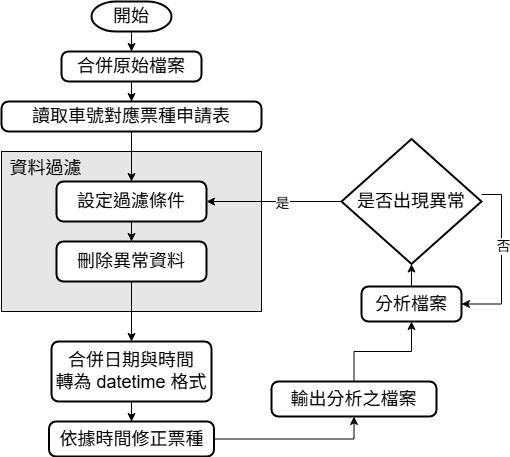 開始
合併原始檔案
讀取車號對應票種申請表
資料過濾
設定過濾條件
刪除異常資料
合併日期與時間
轉為 datetime 格式
依據時間修正票種
輸出分析之檔案
分析檔案
是否出現異常
是
否